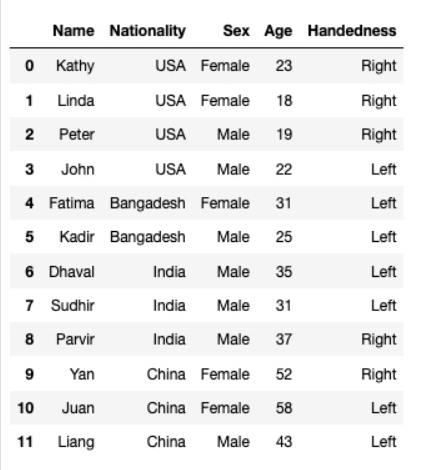 Name Nationality Sex Age Handedness
0 Kathy USA Female 23 Right
1 Linda USA Female 18 Right
2 Peter USA Male 19 Right
3 John USA Male 22 Left
4 Fatima Bangadesh Female 31 Left
5 Kadir Bangadesh Male 25 Left
6 Dhaval India Male 35 Left
7 Sudhir India Male 31 Left
8 Parvir India Male 37 Right
9 Yan China Female 52 Right
10 Juan China Female 58 Left
11 Liang China Male 43 Left